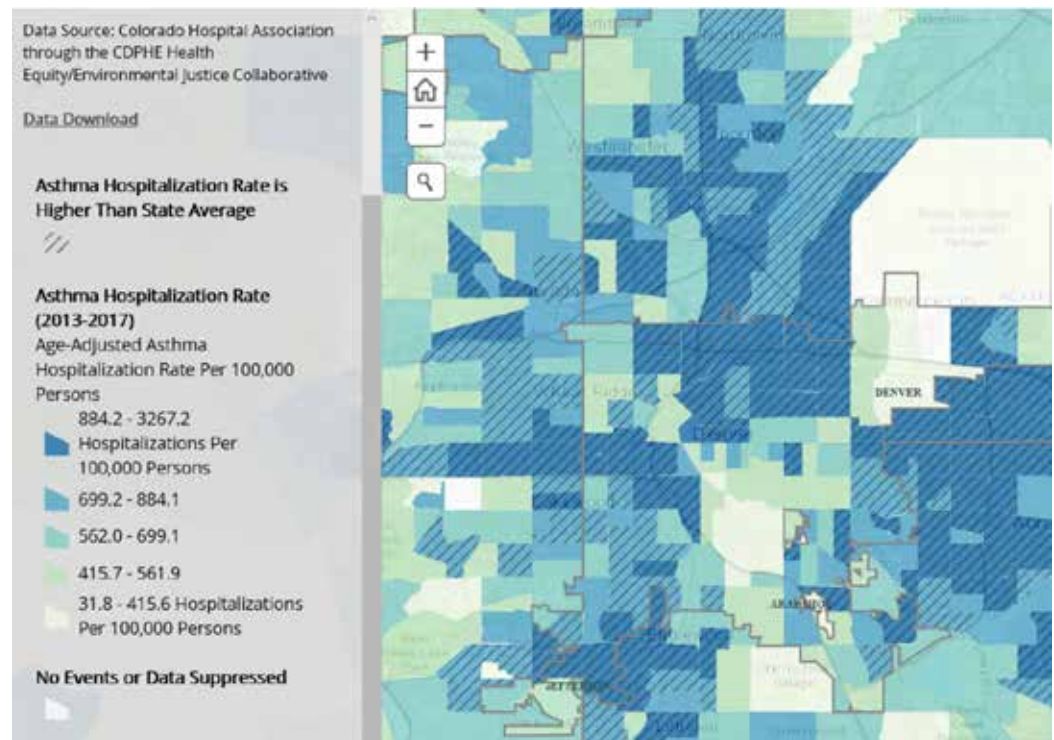 Data Source: Colorado Hospital Association
through the CDPHE Health
Equity/Environmental Justice Collaborative
Data Download
Asthma Hospitalization Rate is
Higher Than State Average
Asthma Hospitalization Rate
(2013-2017)
Age-Adjusted Asthma
Hospitalization Rate Per 100,000
Persons
884.2 - 3267.2
Hospitalizations Per
100,000 Persons
699.2 - 884.1
562.0 - 699.1
415.7 - 561.9
31.8 - 415.6 Hospitalizations
Per 100,000 Persons
No Events or Data Suppressed
Westminster
DENVER